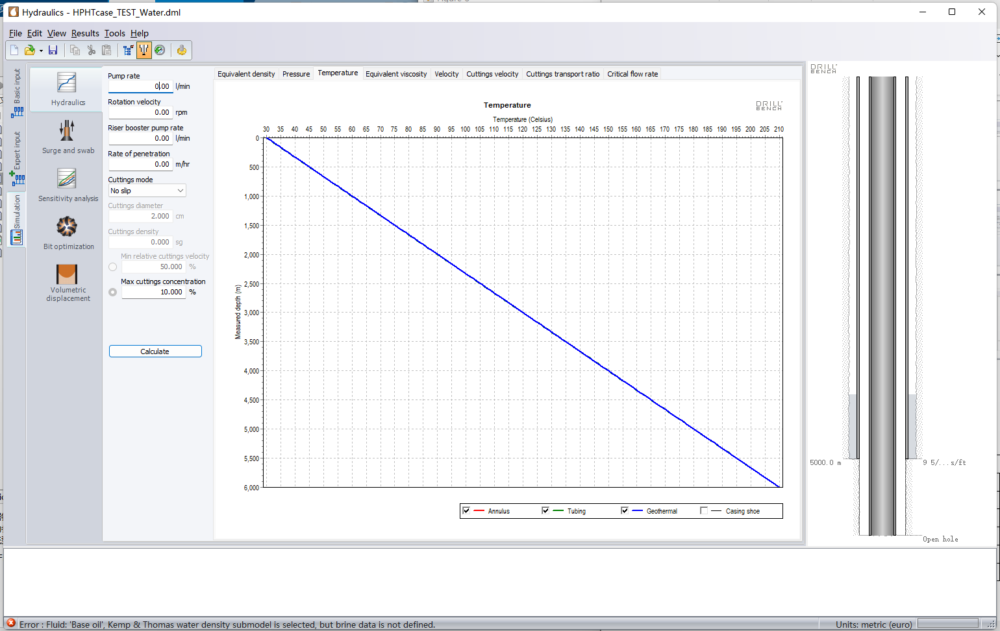 Hydraulics - HPHTcase_TEST_Water.dml
File Edit View Results Tools Help
Basic input
Expert input
Simulation
Hydraulics
Surge and swab
Sensitivity analysis
Bit optimization
Volumetric
displacement
Pump rate
0.00 l/min
Rotation velocity
0.00 rpm
Riser booster pump rate
0.00 l/min
Rate of penetration
0.00 m/hr
Cuttings mode
No slip
Cuttings diameter
2.000 cm
Cuttings density
0.000 sg
Min relative cuttings velocity
50.000 %
Max cuttings concentration
10.000 %
Calculate
Equivalent density Pressure Temperature Equivalent viscosity Velocity Cuttings velocity Cuttings transport ratio Critical flow rate
Temperature
DRILL
BENCH
Temperature (Celsius)
30 35 40 45 50 55 60 65 70 75 80 85 90 95 100 105 110 115 120 125 130 135 140 145 150 155 160 165 170 175 180 185 190 195 200 205 210
0
500
1,000
1,500
2,000
2,500
3,000
3,500
4,000
4,500
5,000
5,500
6,000
Measured depth (m)
Annulus Tubing Geothermal Casing shoe
DRILL
BENCH
5000.0 m
9 5/...s/ft
Open hole
Error : Fluid: 'Base oil', Kemp & Thomas water density submodel is selected, but brine data is not defined.
Units: metric (euro)